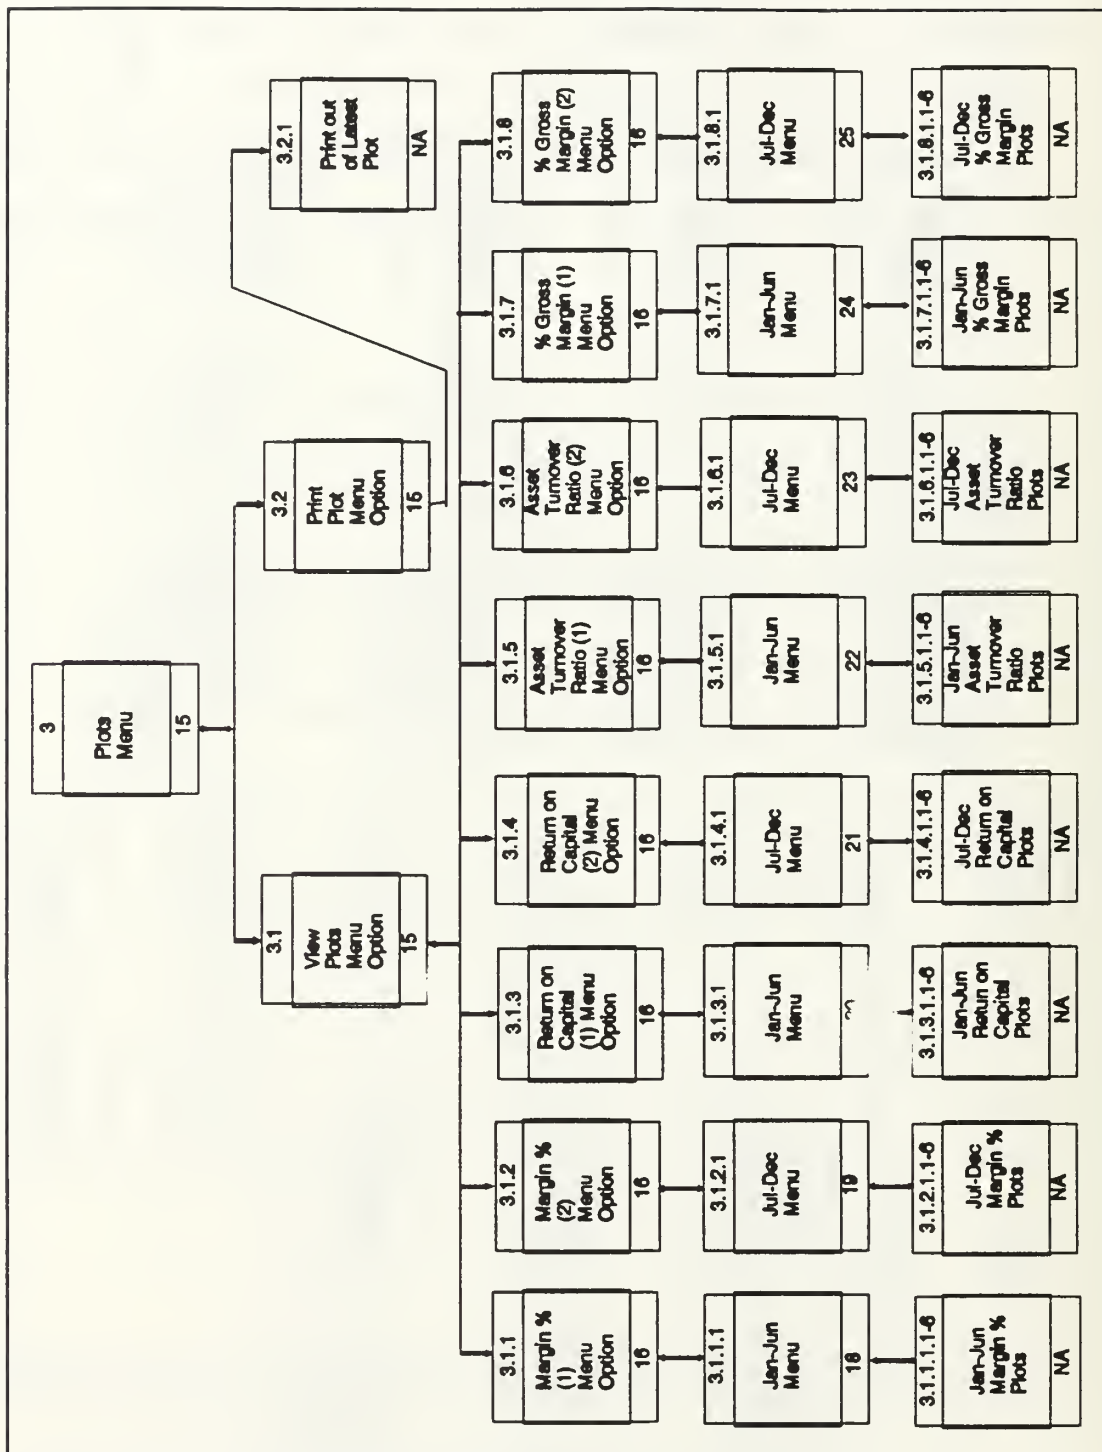 3
Plots
Menu
15
3.1
View
Plots
Menu
Option
15
3.2
Print
Plot
Menu
Option
15
3.2.1
Print out
of Latest
Plot
NA
3.1.1
Margin %
(1)
Menu
Option
16
3.1.2
Margin %
(2)
Menu
Option
16
3.1.3
Return on
Capital
(1) Menu
Option
16
3.1.4
Return on
Capital
(2) Menu
Option
16
3.1.5
Asset
Turnover
Ratio (1)
Menu
Option
16
3.1.6
Asset
Turnover
Ratio (2)
Menu
Option
16
3.1.7
% Gross
Margin (1)
Menu
Option
16
3.1.8
% Gross
Margin (2)
Menu
Option
16
3.1.1.1
Jan-Jun
Menu
18
3.1.2.1
Jul-Dec
Menu
19
3.1.3.1
Jan-Jun
Menu
3.1.4.1
Jul-Dec
Menu
21
3.1.5.1
Jan-Jun
Menu
22
3.1.6.1
Jul-Dec
Menu
23
3.1.7.1
Jan-Jun
Menu
24
3.1.8.1
Jul-Dec
Menu
25
3.1.1.1.1.1-6
Jan-Jun
Margin %
Plots
NA
3.1.2.1.1-6
Jul-Dec
Margin %
Plots
NA
3.1.3.1.1-6
Jan-Jun
Return on
Capital
Plots
NA
3.1.4.1.1-6
Jul-Dec
Return on
Capital
Plots
NA
3.1.5.1.1-6
Jan-Jun
Asset
Turnover
Ratio
Plots
NA
3.1.6.1.1-6
Jul-Dec
Asset
Turnover
Ratio
Plots
NA
3.1.7.1.1-6
Jan-Jun
% Gross
Margin
Plots
NA
3.1.8.1.1-6
Jul-Dec
% Gross
Margin
Plots
NA